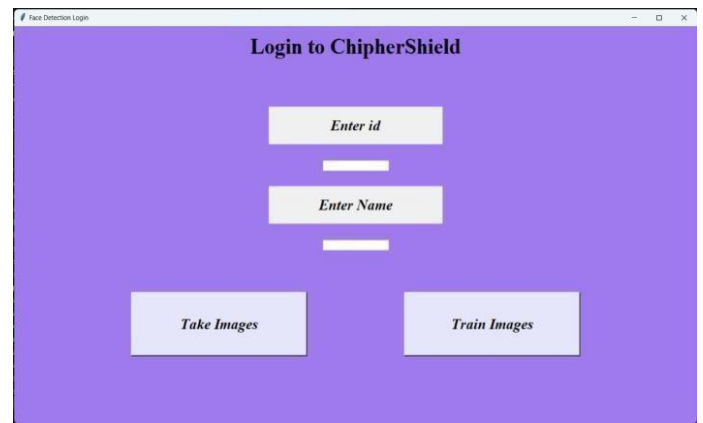 Face Detection Login
Login to ChipherShield
Enter id
Enter Name
Take Images
Train Images